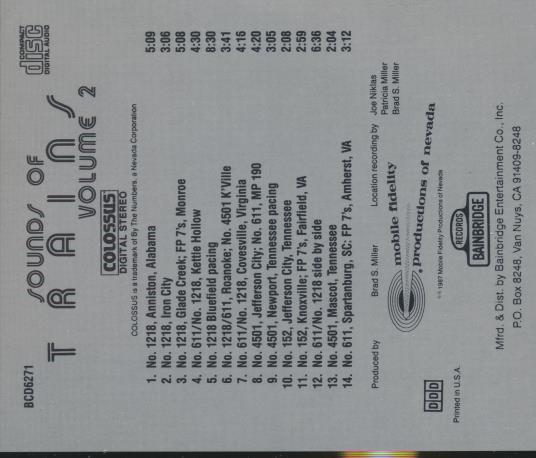 BCD6271
SOUNDS OF
TRAINS
VOLUME 2
COMPACT
disc
DIGITAL AUDIO
COLOSSUS
DIGITAL STEREO
COLOSSUS is a trademark of By The Numbers, a Nevada Corporation
1. No. 1218, Anniston, Alabama 5:09
2. No. 1218, Iron City 3:06
3. No. 1218, Glade Creek; FP 7's, Monroe 5:08
4. No. 611/No. 1218, Kettle Hollow 4:30
5. No. 1218 Bluefield pacing 8:30
6. No. 1218/611, Roanoke; No. 4501 K'Ville 3:41
7. No. 611/No. 1218, Covesville, Virginia 4:16
8. No. 4501, Jefferson City; No. 611, MP 190 4:20
9. No. 4501, Newport, Tennessee pacing 3:05
10. No. 152, Jefferson City, Tennessee 2:08
11. No. 152, Knoxville; FP 7's, Fairfield, VA 2:59
12. No. 611/No. 1218 side by side 6:36
13. No. 4501, Mascot, Tennessee 2:04
14. No. 611, Spartanburg, SC: FP 7's, Amherst, VA 3:12
Produced by Brad S. Miller Location recording by Joe Niklas
Patricia Miller
Brad S. Miller
mobile fidelity
productions of nevada
1987 Mobile Fidelity Productions of Nevada
DDD
Printed in U.S.A.
RECORDS
BAINBRIDGE
Mfrd. & Dist. by Bainbridge Entertainment Co., Inc.
P.O. Box 8248, Van Nuys, CA 91409-8248